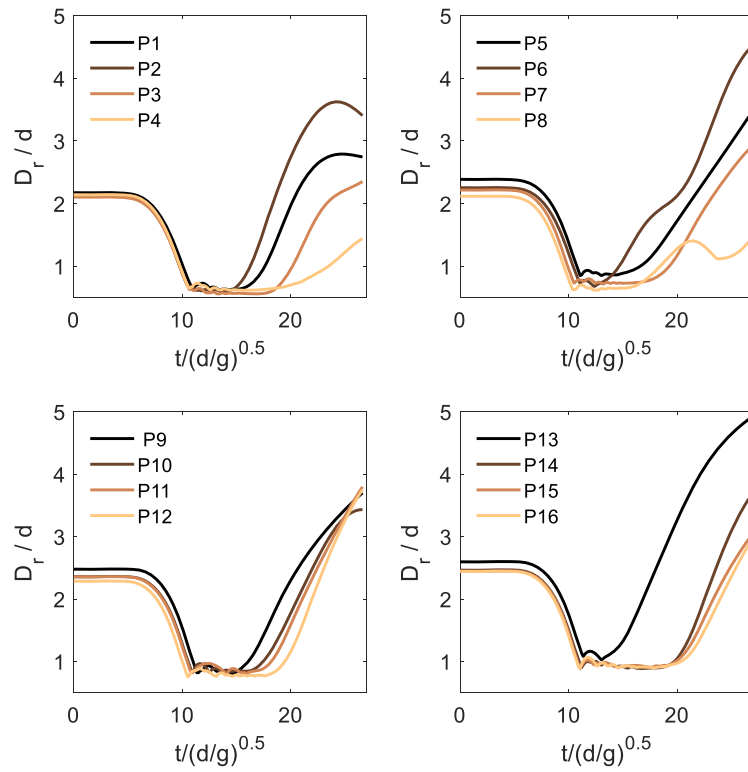 5
4
3
2
1
D_r / d
P1
P2
P3
P4
0
10
20
t/(d/g)^0.5
5
4
3
2
1
D_r / d
P5
P6
P7
P8
0
10
20
t/(d/g)^0.5
5
4
3
2
1
D_r / d
P9
P10
P11
P12
0
10
20
t/(d/g)^0.5
5
4
3
2
1
D_r / d
P13
P14
P15
P16
0
10
20
t/(d/g)^0.5